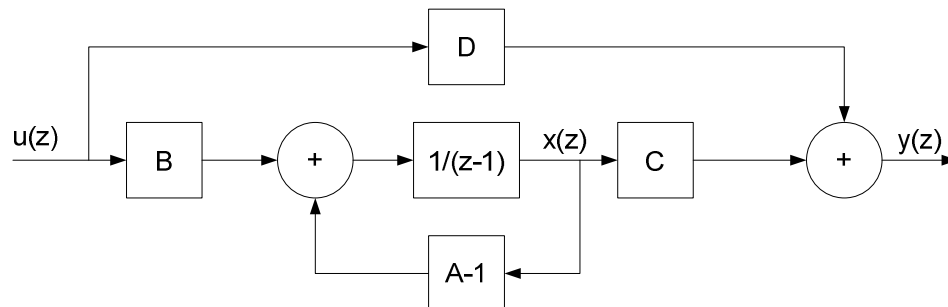 D
u(z)
B
+
1/(z-1)
x(z)
C
+
y(z)
A-1